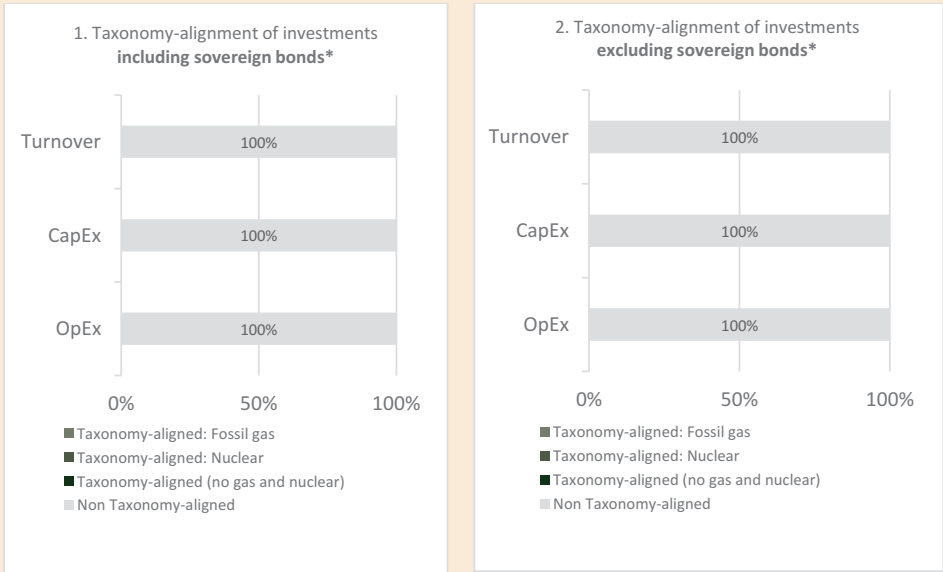 1. Taxonomy-alignment of investments
including sovereign bonds*
Turnover
100%
CapEx
100%
OpEx
100%
0% 50% 100%
Taxonomy-aligned: Fossil gas
Taxonomy-aligned: Nuclear
Taxonomy-aligned (no gas and nuclear)
Non Taxonomy-aligned
2. Taxonomy-alignment of investments
excluding sovereign bonds*
Turnover
100%
CapEx
100%
OpEx
100%
0% 50% 100%
Taxonomy-aligned: Fossil gas
Taxonomy-aligned: Nuclear
Taxonomy-aligned (no gas and nuclear)
Non Taxonomy-aligned